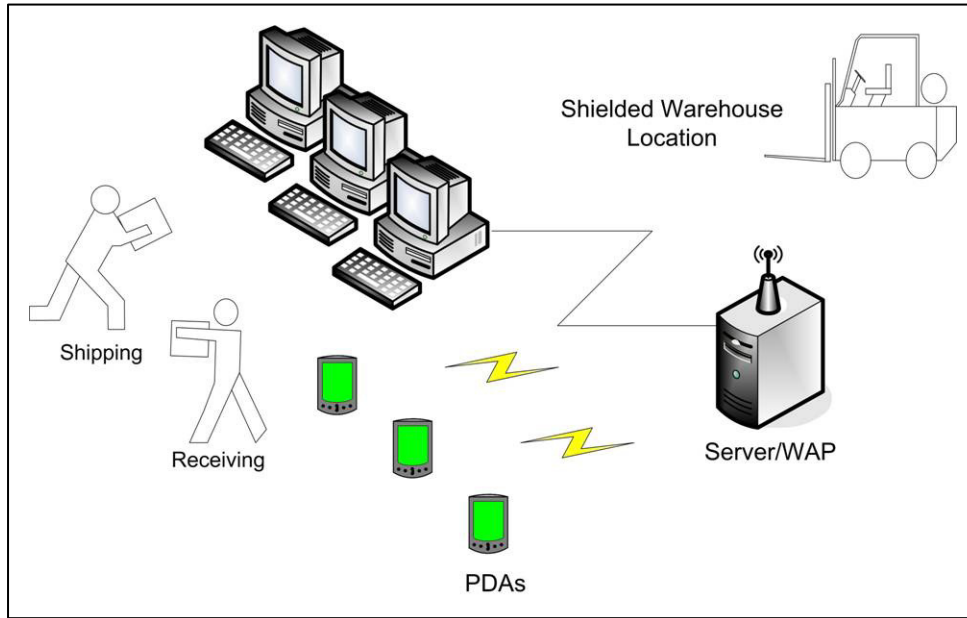 Shielded Warehouse
Location
Shipping
Receiving
Server/WAP
PDAs